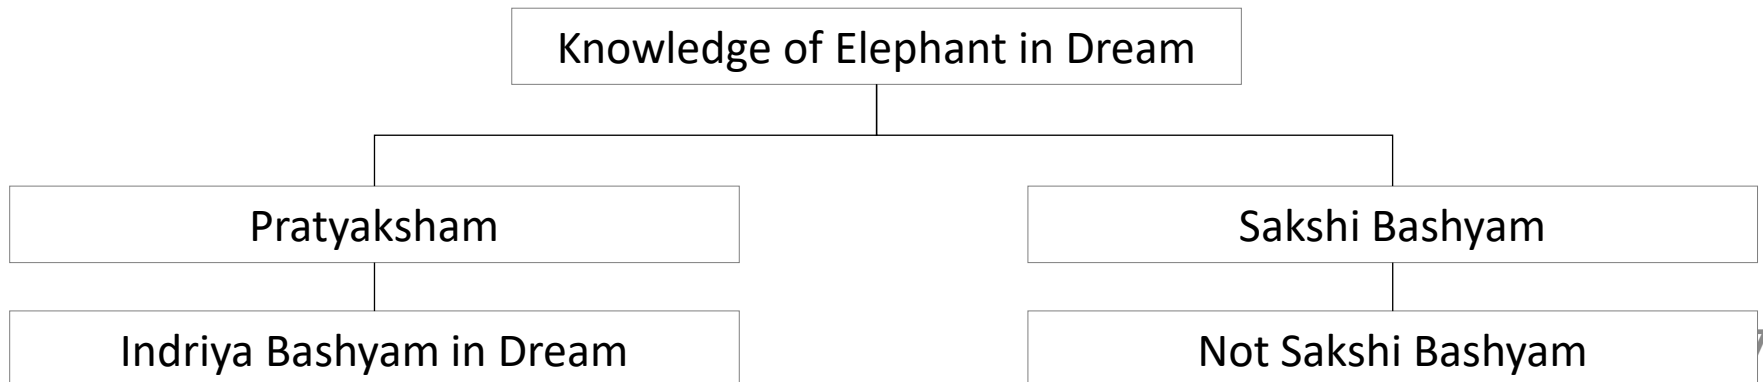 Knowledge of Elephant in Dream
Pratyaksham
Sakshi Bashyam
Indriya Bashyam in Dream
Not Sakshi Bashyam